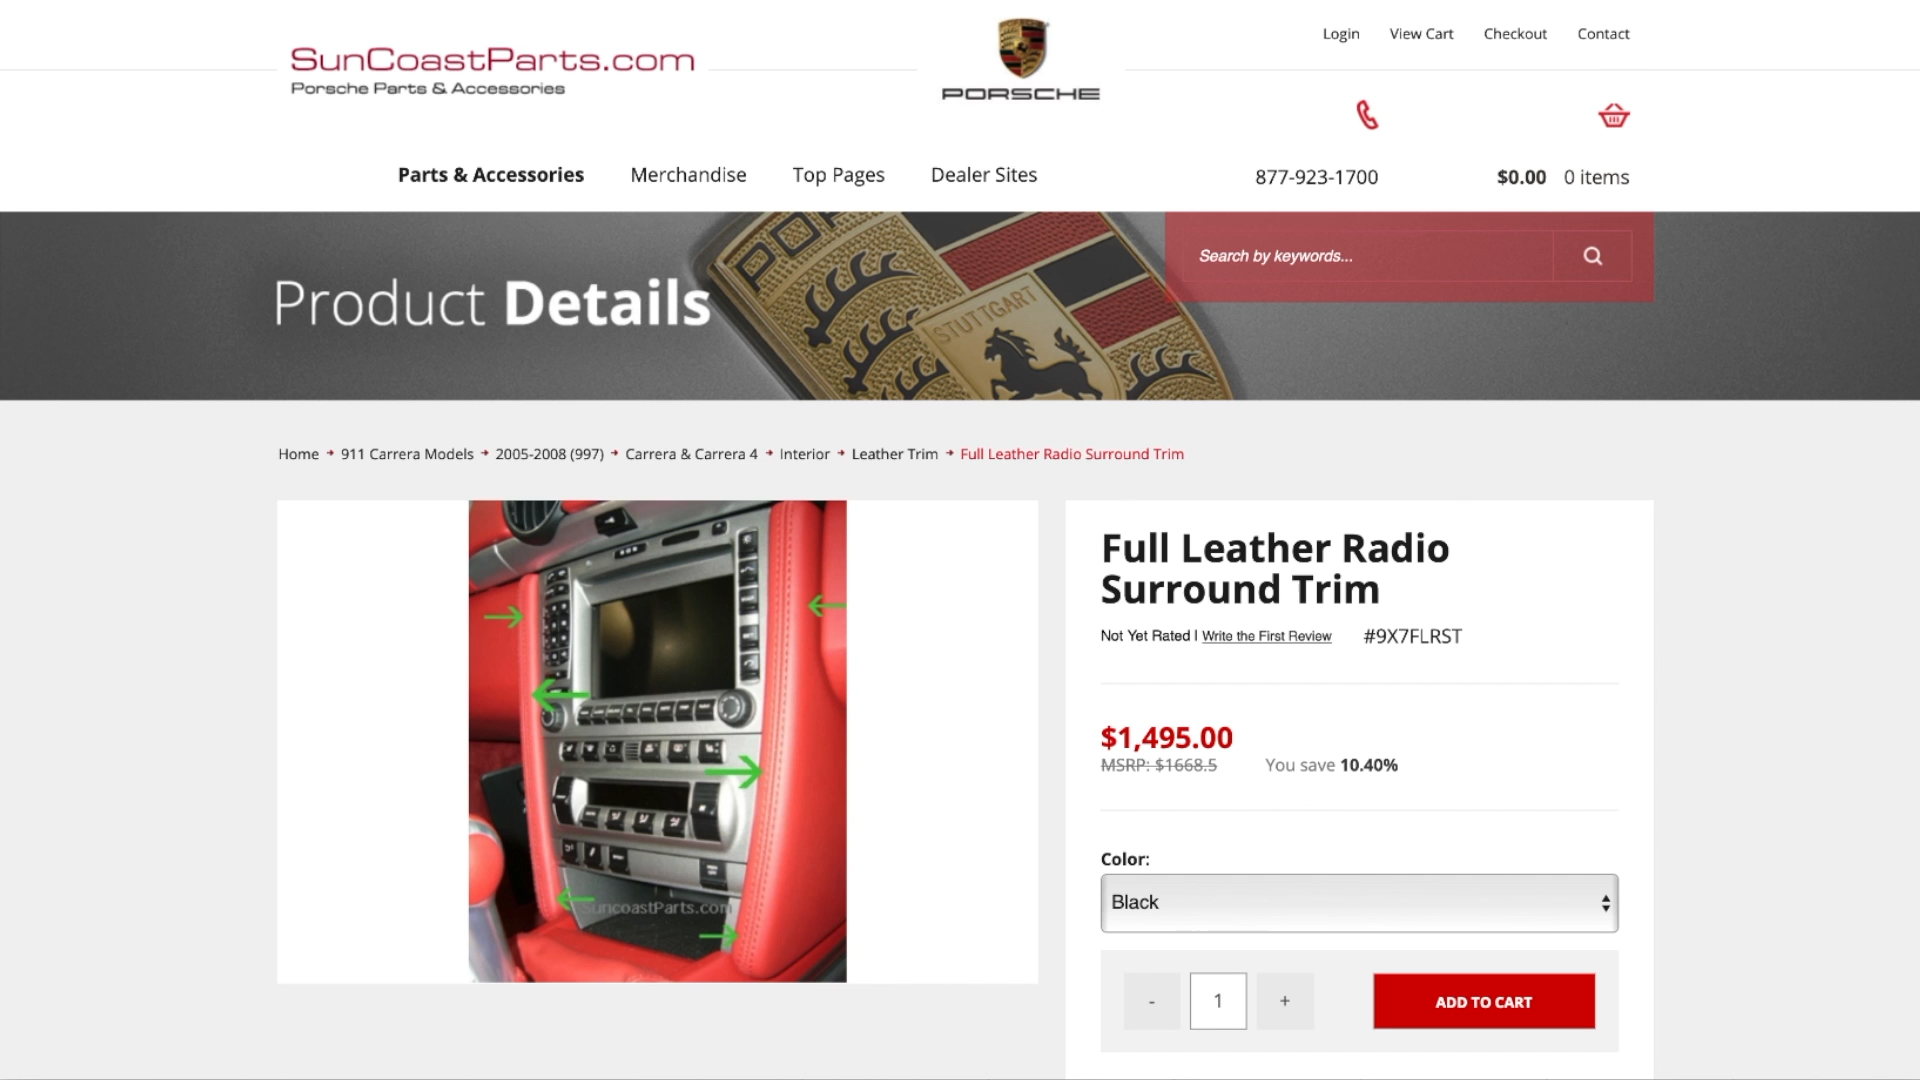 SunCoastParts.com
Porsche Parts & Accessories
PORSCHE
Login View Cart Checkout Contact
Parts & Accessories Merchandise Top Pages Dealer Sites
877-923-1700
$0.00 0 items
Product Details
STUTTGART
Search by keywords...
Home 911 Carrera Models 2005-2008 (997) Carrera & Carrera 4 Interior Leather Trim Full Leather Radio Surround Trim
SuncoastParts.com
Full Leather Radio
Surround Trim
Not Yet Rated | Write the First Review #9X7FLRST
$1,495.00
MSRP: $1668.5 You save 10.40%
Color:
Black
- 1 +
ADD TO CART